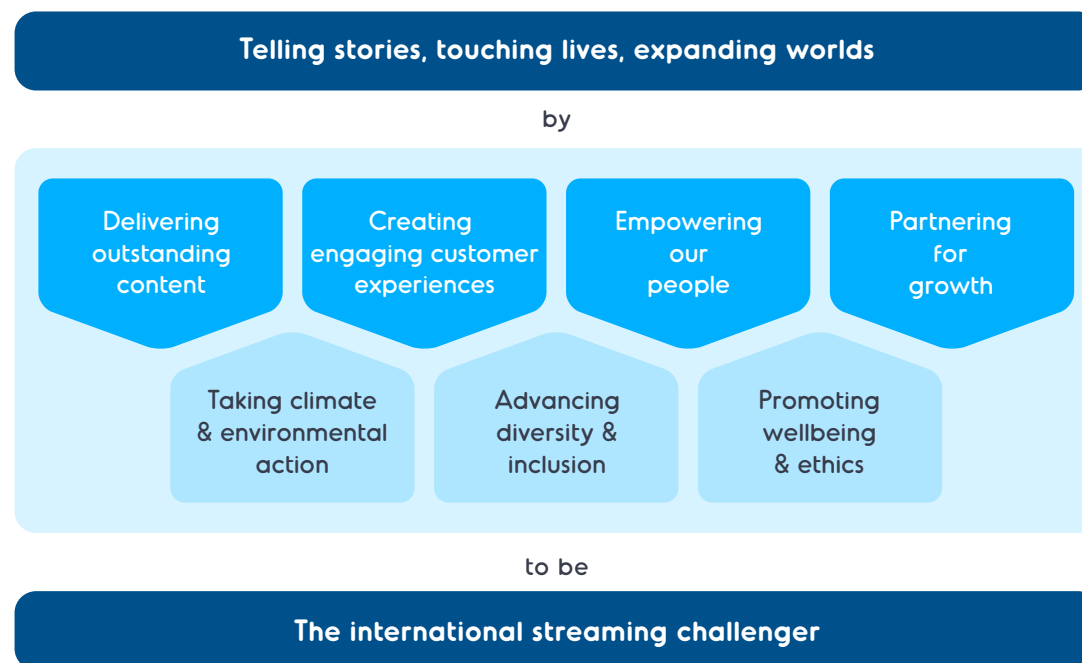 Telling stories, touching lives, expanding worlds
by
Delivering
outstanding
content
Creating
engaging customer
experiences
Empowering
our
people
Partnering
for
growth
Taking climate
& environmental
action
Advancing
diversity &
inclusion
Promoting
wellbeing
& ethics
to be
The international streaming challenger